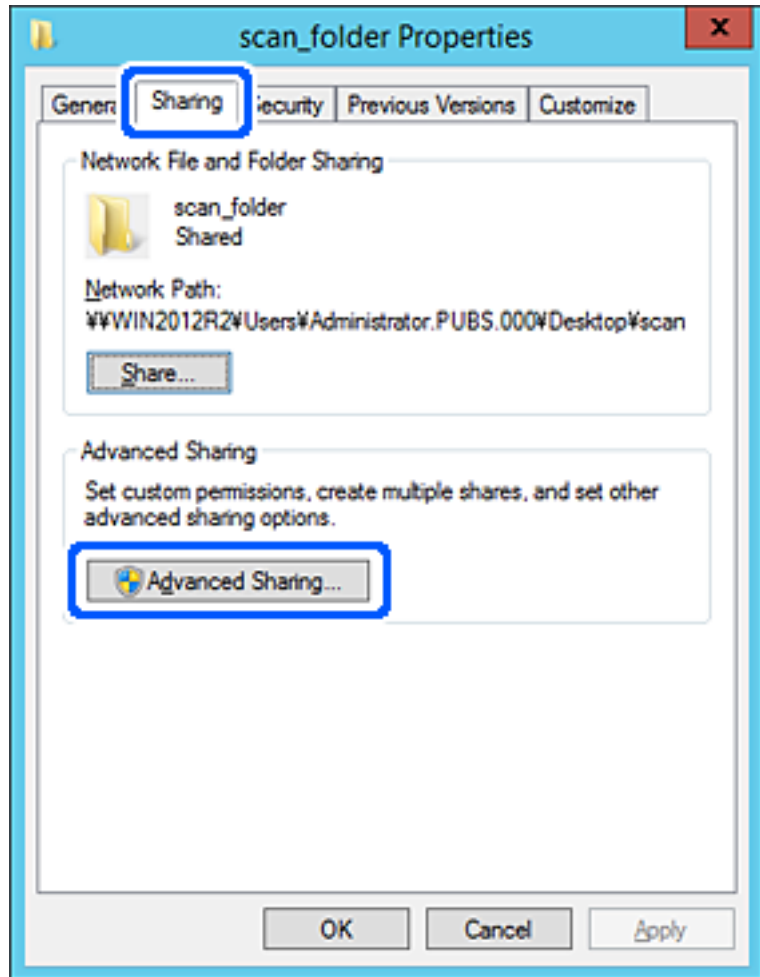 scan_folder Properties
x
Sharing Previous Versions Customize
Network File and Folder Sharing
scan_folder
Shared
Network Path:
¥¥WIN2012R2¥Users¥Administrator.PUBS.000¥Desktop¥scan
Share...
Advanced Sharing
Set custom permissions, create multiple shares, and set other
advanced sharing options.
Advanced Sharing...
OK Cancel Apply